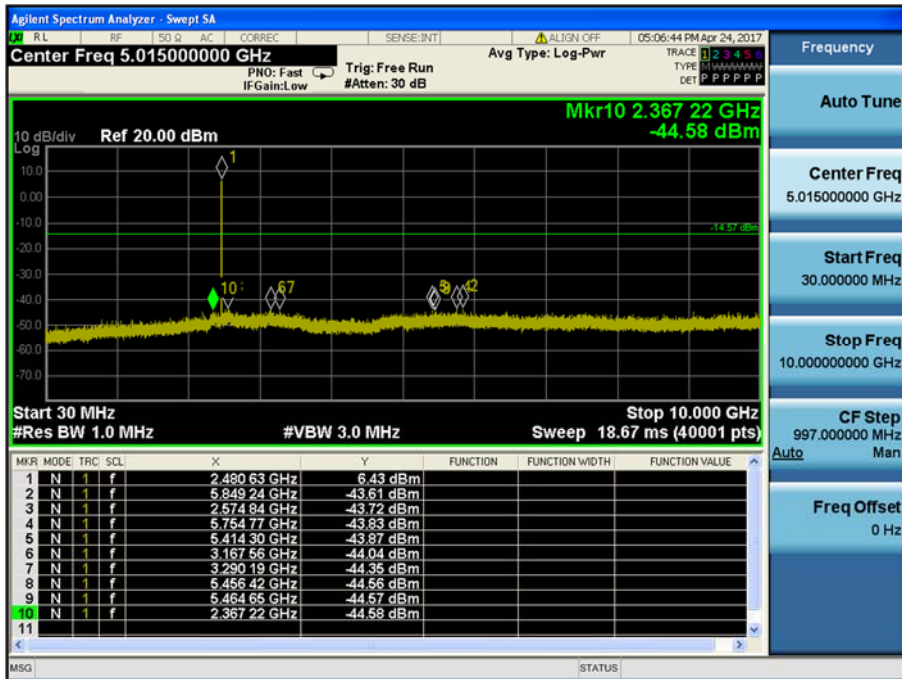 Agilent Spectrum Analyzer - Swept SA
RL RF 50 Ω AC CORREC SENSE:INT ALIGN OFF 05:06:44 PM Apr 24, 2017
Center Freq 5.015000000 GHz
PNO: Fast
IFGain:Low
Trig: Free Run
#Atten: 30 dB
Avg Type: Log-Pwr
TRACE 1 2 3 4 5 6
TYPE M W W W W W
DET P P P P P P
Mkr10 2.367 22 GHz
-44.58 dBm
10 dB/div Ref 20.00 dBm
Log
10.0
0.00
-10.0
-20.0
-30.0
-40.0
-50.0
-60.0
-70.0
1
-14.57 dBm
10 67 42
Start 30 MHz Stop 10.000 GHz
#Res BW 1.0 MHz #VBW 3.0 MHz Sweep 18.67 ms (40001 pts)
MKR MODE TRC SCL X Y FUNCTION FUNCTION WIDTH FUNCTION VALUE
1 N 1 f 2.480 63 GHz 6.43 dBm
2 N 1 f 5.849 24 GHz -43.61 dBm
3 N 1 f 2.574 84 GHz -43.72 dBm
4 N 1 f 5.754 77 GHz -43.83 dBm
5 N 1 f 5.414 30 GHz -43.87 dBm
6 N 1 f 3.167 56 GHz -44.04 dBm
7 N 1 f 3.290 19 GHz -44.35 dBm
8 N 1 f 5.456 42 GHz -44.56 dBm
9 N 1 f 5.464 65 GHz -44.57 dBm
10 N 1 f 2.367 22 GHz -44.58 dBm
11
MSG STATUS
Frequency
Auto Tune
Center Freq
5.015000000 GHz
Start Freq
30.000000 MHz
Stop Freq
10.000000000 GHz
CF Step
997.000000 MHz
Auto Man
Freq Offset
0 Hz